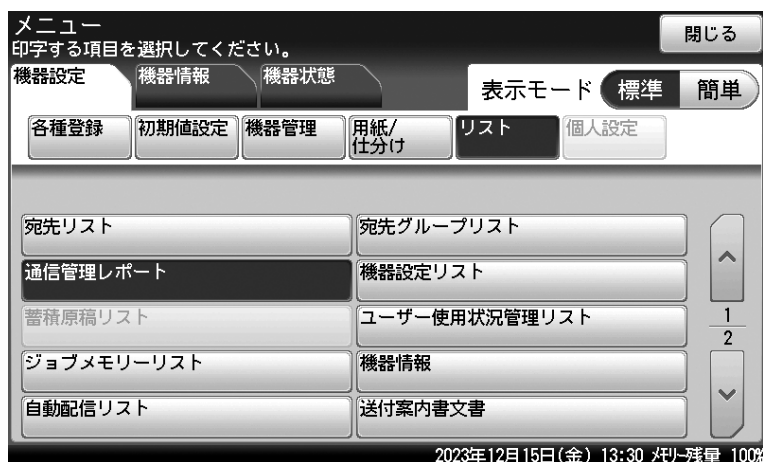 メニュー
印字する項目を選択してください。
閉じる
機器設定
機器情報
機器状態
表示モード
標準
簡単
各種登録
初期値設定
機器管理
用紙/
仕分け
リスト
個人設定
宛先リスト
宛先グループリスト
通信管理レポート
機器設定リスト
蓄積原稿リスト
ユーザー使用状況管理リスト
ジョブメモリーリスト
機器情報
自動配信リスト
送付案内書文書
1
2
2023年12月15日(金) 13:30 メモリー残量 100%